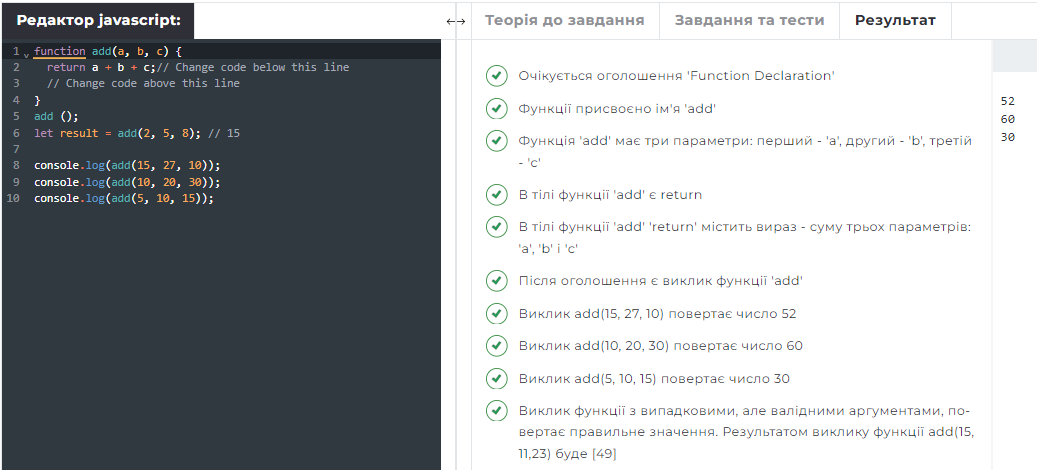 Редактор javascript:
1 function add(a, b, c) {
2 return a + b + c;// Change code below this line
3 // Change code above this line
4 }
5 add ();
6 let result = add(2, 5, 8); // 15
7
8 console.log(add(15, 27, 10));
9 console.log(add(10, 20, 30));
10 console.log(add(5, 10, 15));
Теорія до завдання
Завдання та тести
Результат
Очікується оголошення 'Function Declaration'
Функції присвоєно ім'я 'add'
Функція 'add' має три параметри: перший - 'a', другий - 'b', третій
- 'c'
В тілі функції 'add' є return
В тілі функції 'add' 'return' містить вираз - суму трьох параметрів:
'a', 'b' і 'c'
Після оголошення є виклик функції 'add'
Виклик add(15, 27, 10) повертає число 52
Виклик add(10, 20, 30) повертає число 60
Виклик add(5, 10, 15) повертає число 30
Виклик функції з випадковими, але валідними аргументами, по-
вертає правильне значення. Результатом виклику функції add(15,
11,23) буде [49]
52
60
30